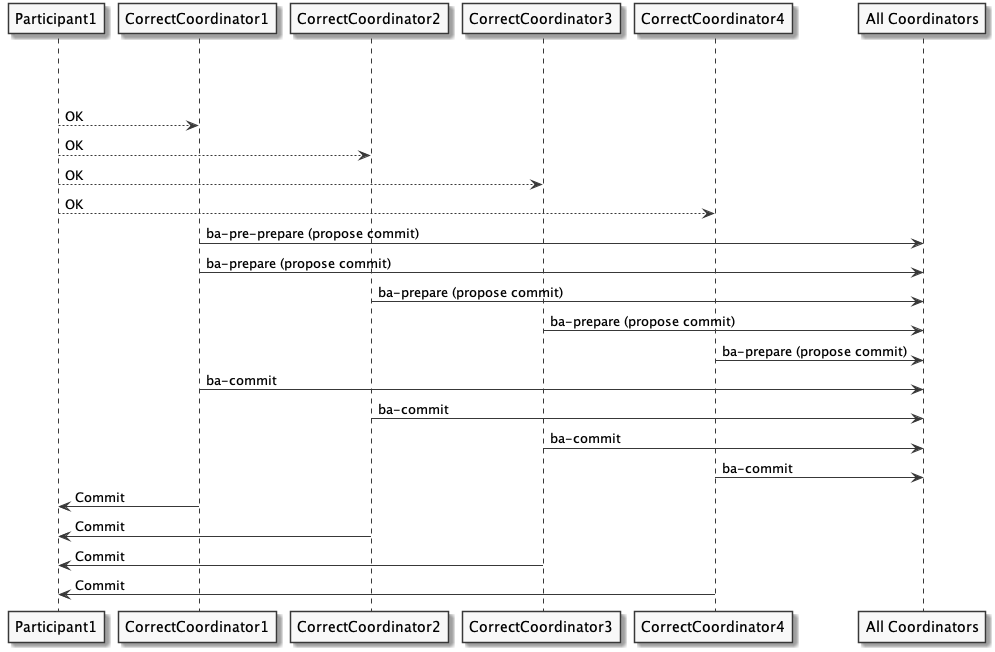 Participant1 CorrectCoordinator1 CorrectCoordinator2 CorrectCoordinator3 CorrectCoordinator4 All Coordinators
OK
OK
OK
OK
ba-pre-prepare (propose commit)
ba-prepare (propose commit)
ba-prepare (propose commit)
ba-prepare (propose commit)
ba-prepare (propose commit)
ba-commit
ba-commit
ba-commit
ba-commit
Commit
Commit
Commit
Commit
Participant1 CorrectCoordinator1 CorrectCoordinator2 CorrectCoordinator3 CorrectCoordinator4 All Coordinators